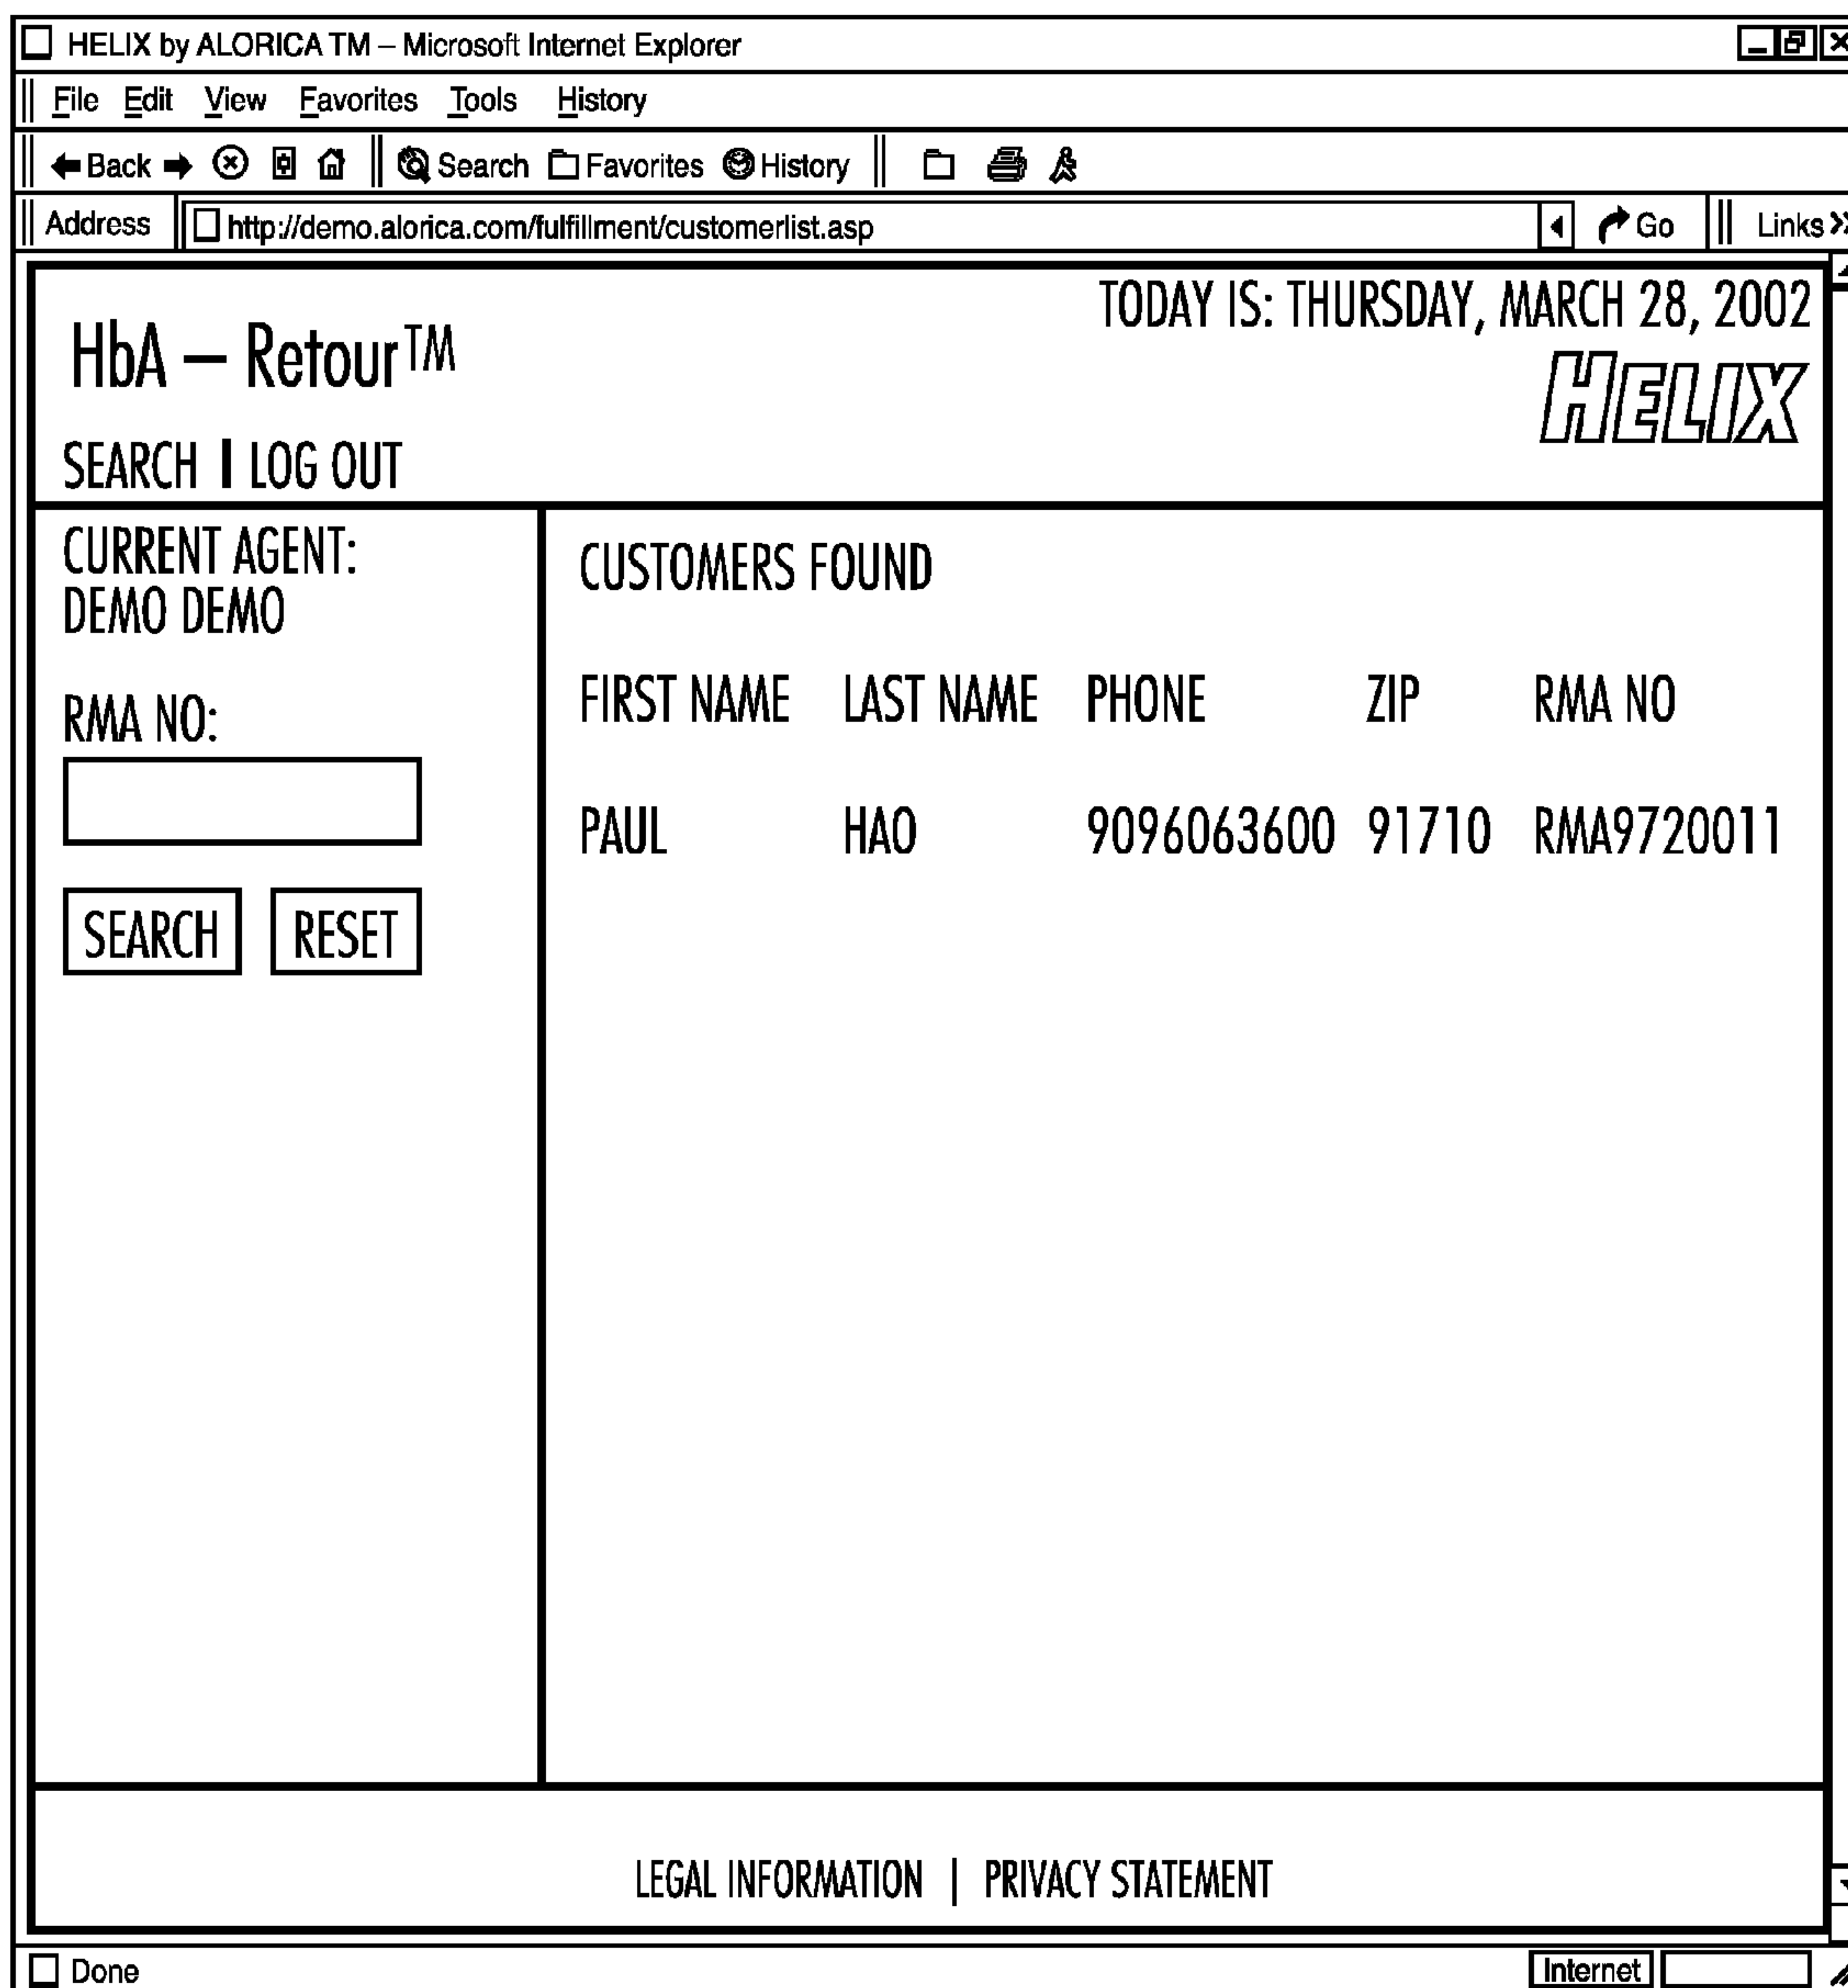 HELIX by ALORICA TM – Microsoft Internet Explorer
File Edit View Favorites Tools History
Back Search Favorites History
Address http://demo.alorica.com/fulfillment/customerlist.asp Go Links
TODAY IS: THURSDAY, MARCH 28, 2002
HbA – Retour™
HELIX
SEARCH | LOG OUT
CURRENT AGENT:
DEMO DEMO
RMA NO:
SEARCH RESET
CUSTOMERS FOUND
FIRST NAME LAST NAME PHONE ZIP RMA NO
PAUL HAO 9096063600 91710 RMA9720011
LEGAL INFORMATION | PRIVACY STATEMENT
Done Internet